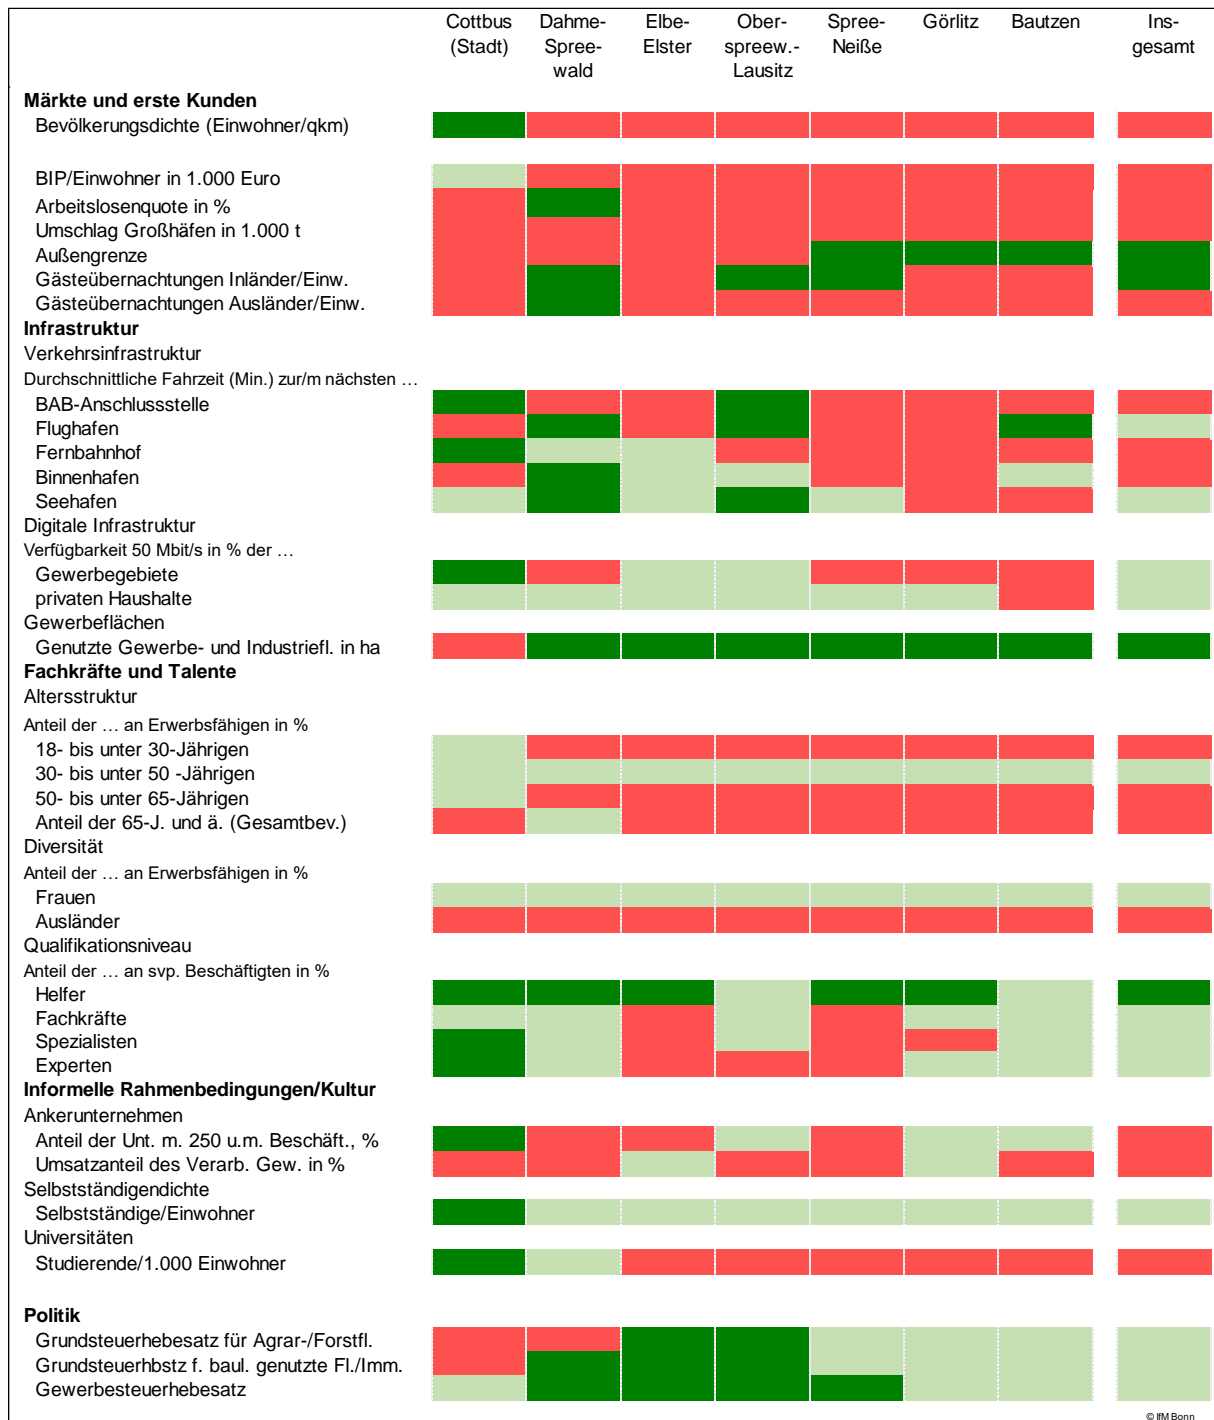 Cottbus Dahme- Elbe- Ober- Spree- Görlitz Bautzen Ins-
(Stadt) Spree- Elster spreew.- Neiße gesamt
wald Lausitz
Märkte und erste Kunden
Bevölkerungsdichte (Einwohner/qkm)
BIP/Einwohner in 1.000 Euro
Arbeitslosenquote in %
Umschlag Großhäfen in 1.000 t
Außengrenze
Gästeübernachtungen Inländer/Einw.
Gästeübernachtungen Ausländer/Einw.
Infrastruktur
Verkehrsinfrastruktur
Durchschnittliche Fahrzeit (Min.) zur/m nächsten …
BAB-Anschlussstelle
Flughafen
Fernbahnhof
Binnenhafen
Seehafen
Digitale Infrastruktur
Verfügbarkeit 50 Mbit/s in % der …
Gewerbegebiete
privaten Haushalte
Gewerbeflächen
Genutzte Gewerbe- und Industriefl. in ha
Fachkräfte und Talente
Altersstruktur
Anteil der … an Erwerbsfähigen in %
18- bis unter 30-Jährigen
30- bis unter 50 -Jährigen
50- bis unter 65-Jährigen
Anteil der 65-J. und ä. (Gesamtbev.)
Diversität
Anteil der … an Erwerbsfähigen in %
Frauen
Ausländer
Qualifikationsniveau
Anteil der … an svp. Beschäftigten in %
Helfer
Fachkräfte
Spezialisten
Experten
Informelle Rahmenbedingungen/Kultur
Ankerunternehmen
Anteil der Unt. m. 250 u.m. Beschäft., %
Umsatzanteil des Verarb. Gew. in %
Selbstständigendichte
Selbstständige/Einwohner
Universitäten
Studierende/1.000 Einwohner
Politik
Grundsteuerhebesatz für Agrar-/Forstfl.
Grundsteuerhbstz f. baul. genutzte Fl./Imm.
Gewerbesteuerhebesatz
© IfM Bonn